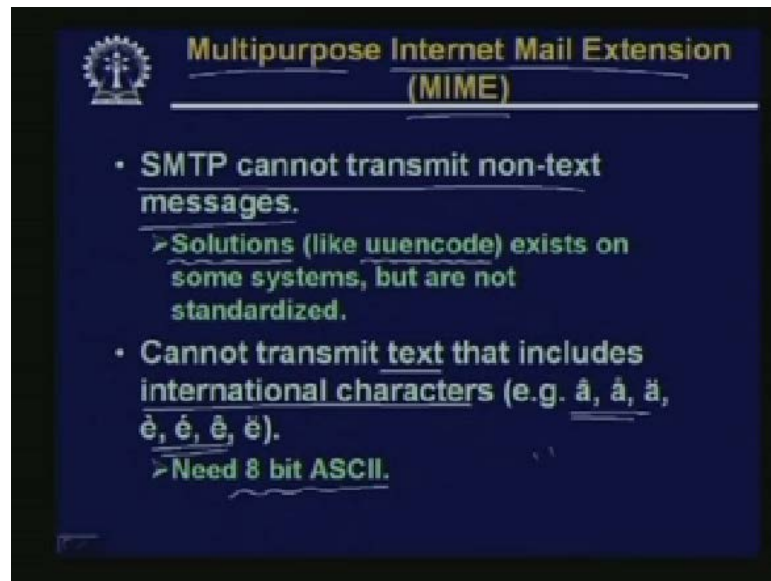 Multipurpose Internet Mail Extension
(MIME)
• SMTP cannot transmit non-text
messages.
➢Solutions (like uuencode) exists on
some systems, but are not
standardized.
• Cannot transmit text that includes
international characters (e.g. â, å, ä,
è, é, ê, ë).
➢Need 8 bit ASCII.